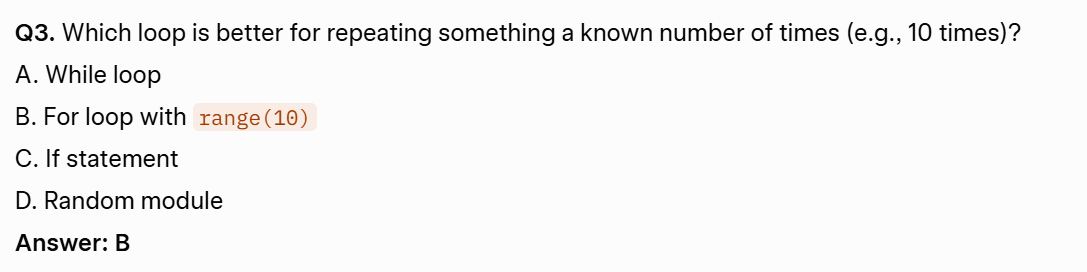 Q3. Which loop is better for repeating something a known number of times (e.g., 10 times)?
A. While loop
B. For loop with range(10)
C. If statement
D. Random module
Answer: B